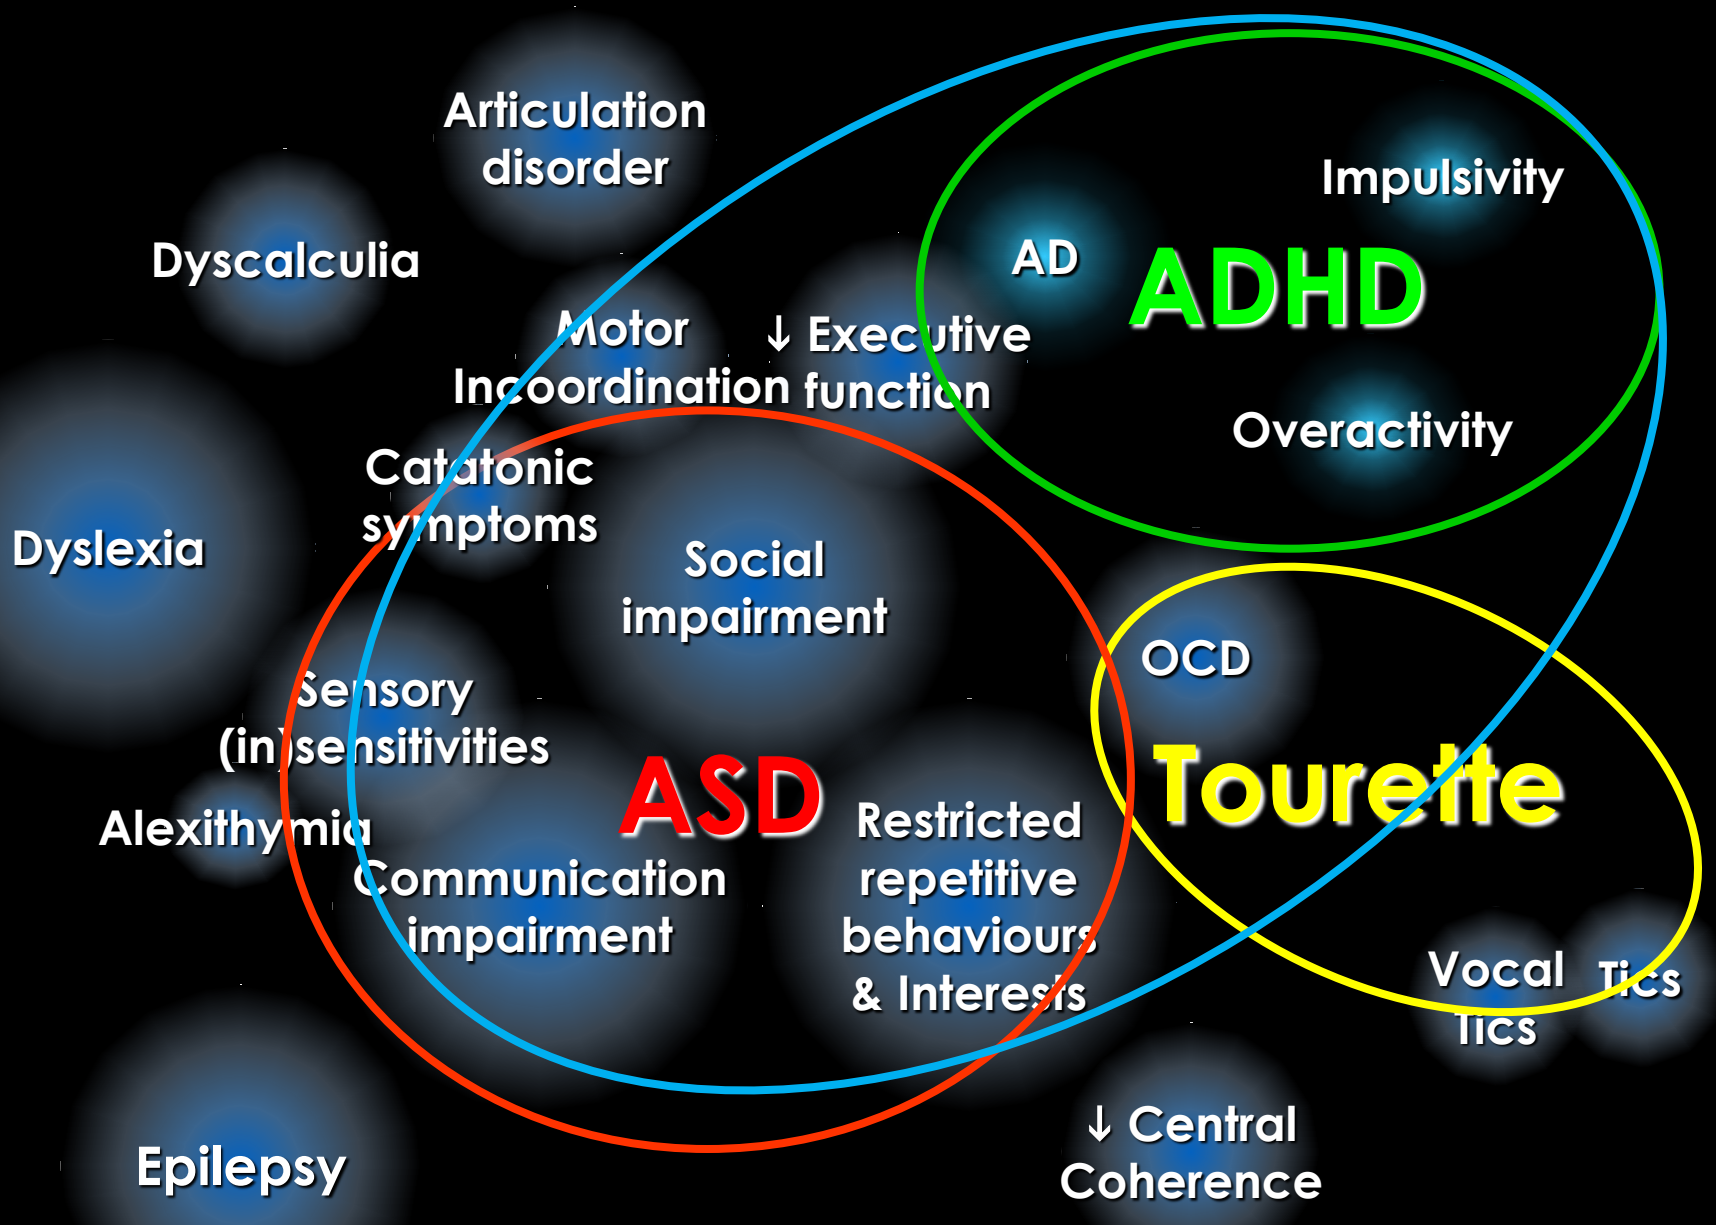 Articulation
disorder
Impulsivity
Dyscalculia
AD
ADHD
Motor
Incoordination
↓ Executive
function
Overactivity
Catatonic
symptoms
Dyslexia
Social
impairment
OCD
Sensory
(in)sensitivities
ASD
Tourette
Alexithymia
Restricted
repetitive
behaviours
& Interests
Communication
impairment
Vocal
Tics
Tics
↓ Central
Coherence
Epilepsy